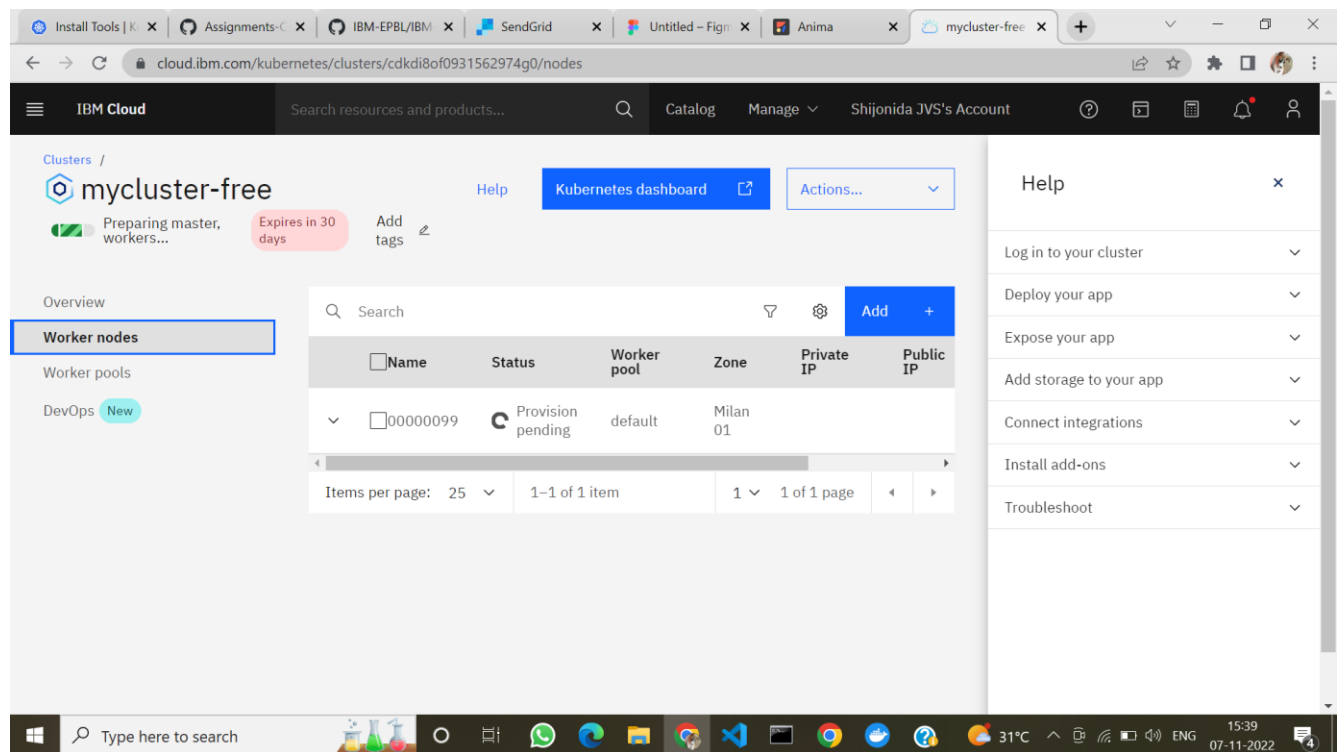 Install Tools | K
Assignments-C
IBM-EPBL/IBM
SendGrid
Untitled – Figm
Anima
mycluster-free
cloud.ibm.com/kubernetes/clusters/cdkdi8of0931562974g0/nodes
IBM Cloud
Search resources and products...
Catalog
Manage
Shijonida JVS's Account
Clusters /
mycluster-free
Help
Kubernetes dashboard
Actions...
Preparing master,
workers...
Expires in 30
days
Add
tags
Overview
Worker nodes
Worker pools
DevOps New
Search
Add +
Name
Status
Worker
pool
Zone
Private
IP
Public
IP
00000099
Provision
pending
default
Milan
01
Items per page: 25
1–1 of 1 item
1
1 of 1 page
Help
Log in to your cluster
Deploy your app
Expose your app
Add storage to your app
Connect integrations
Install add-ons
Troubleshoot
Type here to search
31°C
ENG
15:39
07-11-2022
4